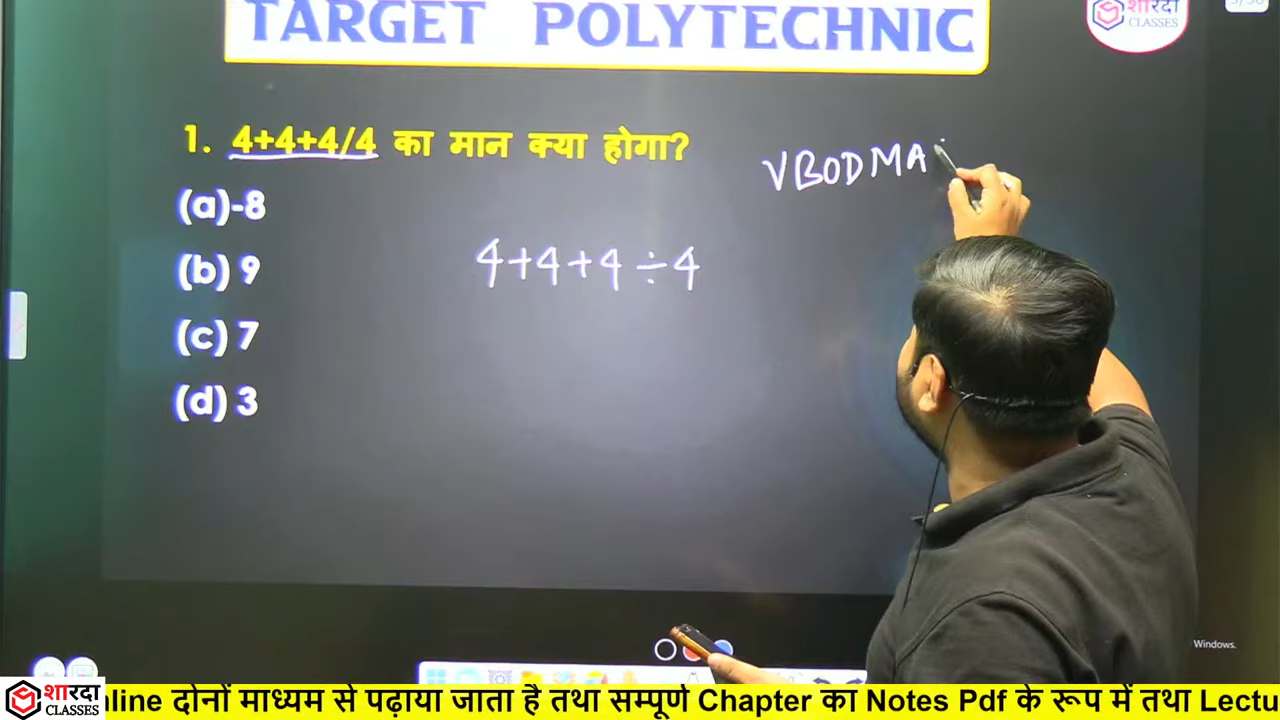 TARGET POLYTECHNIC
शारदा
CLASSES
1. 4+4+4/4 का मान क्या होगा?
VBODMA
(a)-8
4+4+4÷4
(b) 9
(c) 7
(d) 3
Windows.
शारदा
CLASSES
nline दोनों माध्यम से पढ़ाया जाता है तथा सम्पूर्ण Chapter का Notes Pdf के रूप में तथा Lectu